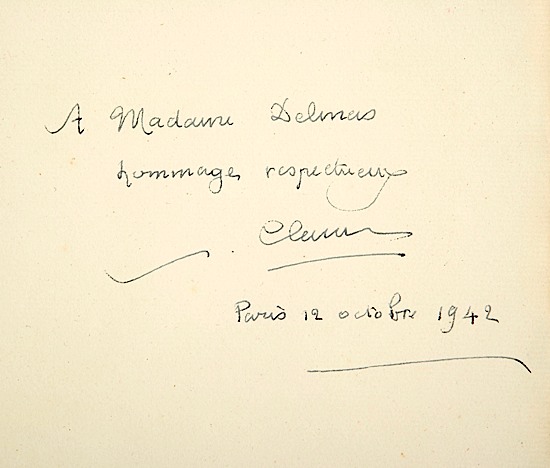 A Madame Delmas
hommage respectueux
Paris 12 octobre 1942